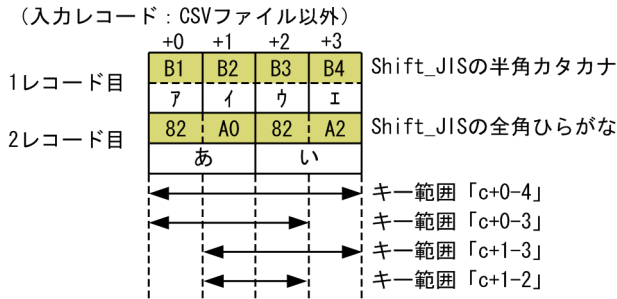 （入力レコード：CSVファイル以外）
+0 +1 +2 +3
B1 B2 B3 B4 Shift_JISの半角カタカナ
1レコード目
ｱ ｲ ｳ ｴ
82 A0 82 A2 Shift_JISの全角ひらがな
2レコード目
あ い
キー範囲「c+0-4」
キー範囲「c+0-3」
キー範囲「c+1-3」
キー範囲「c+1-2」